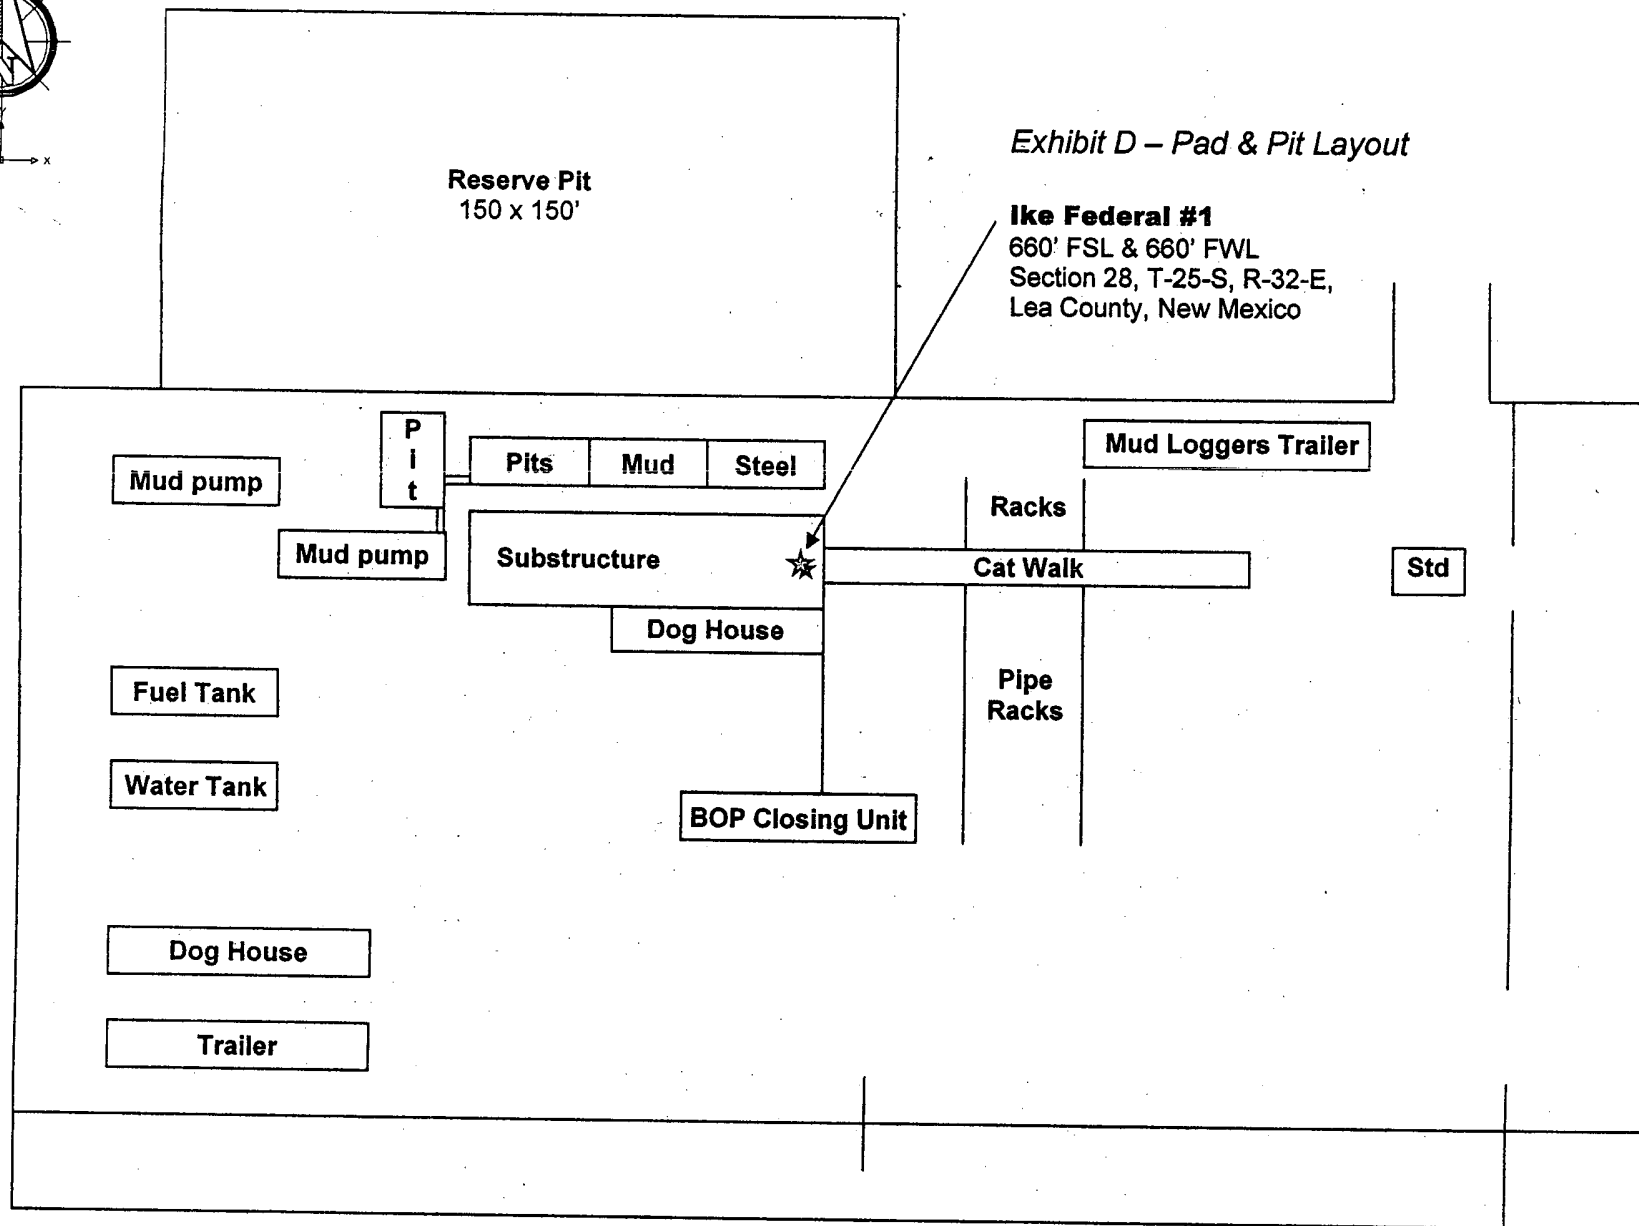 Exhibit D – Pad & Pit Layout
Reserve Pit
150 x 150'
Ike Federal #1
660' FSL & 660' FWL
Section 28, T-25-S, R-32-E,
Lea County, New Mexico
x
P
i
t
Mud pump
Pits
Mud
Steel
Mud Loggers Trailer
Racks
Mud pump
Substructure
Cat Walk
Std
Dog House
Fuel Tank
Pipe
Racks
Water Tank
BOP Closing Unit
Dog House
Trailer